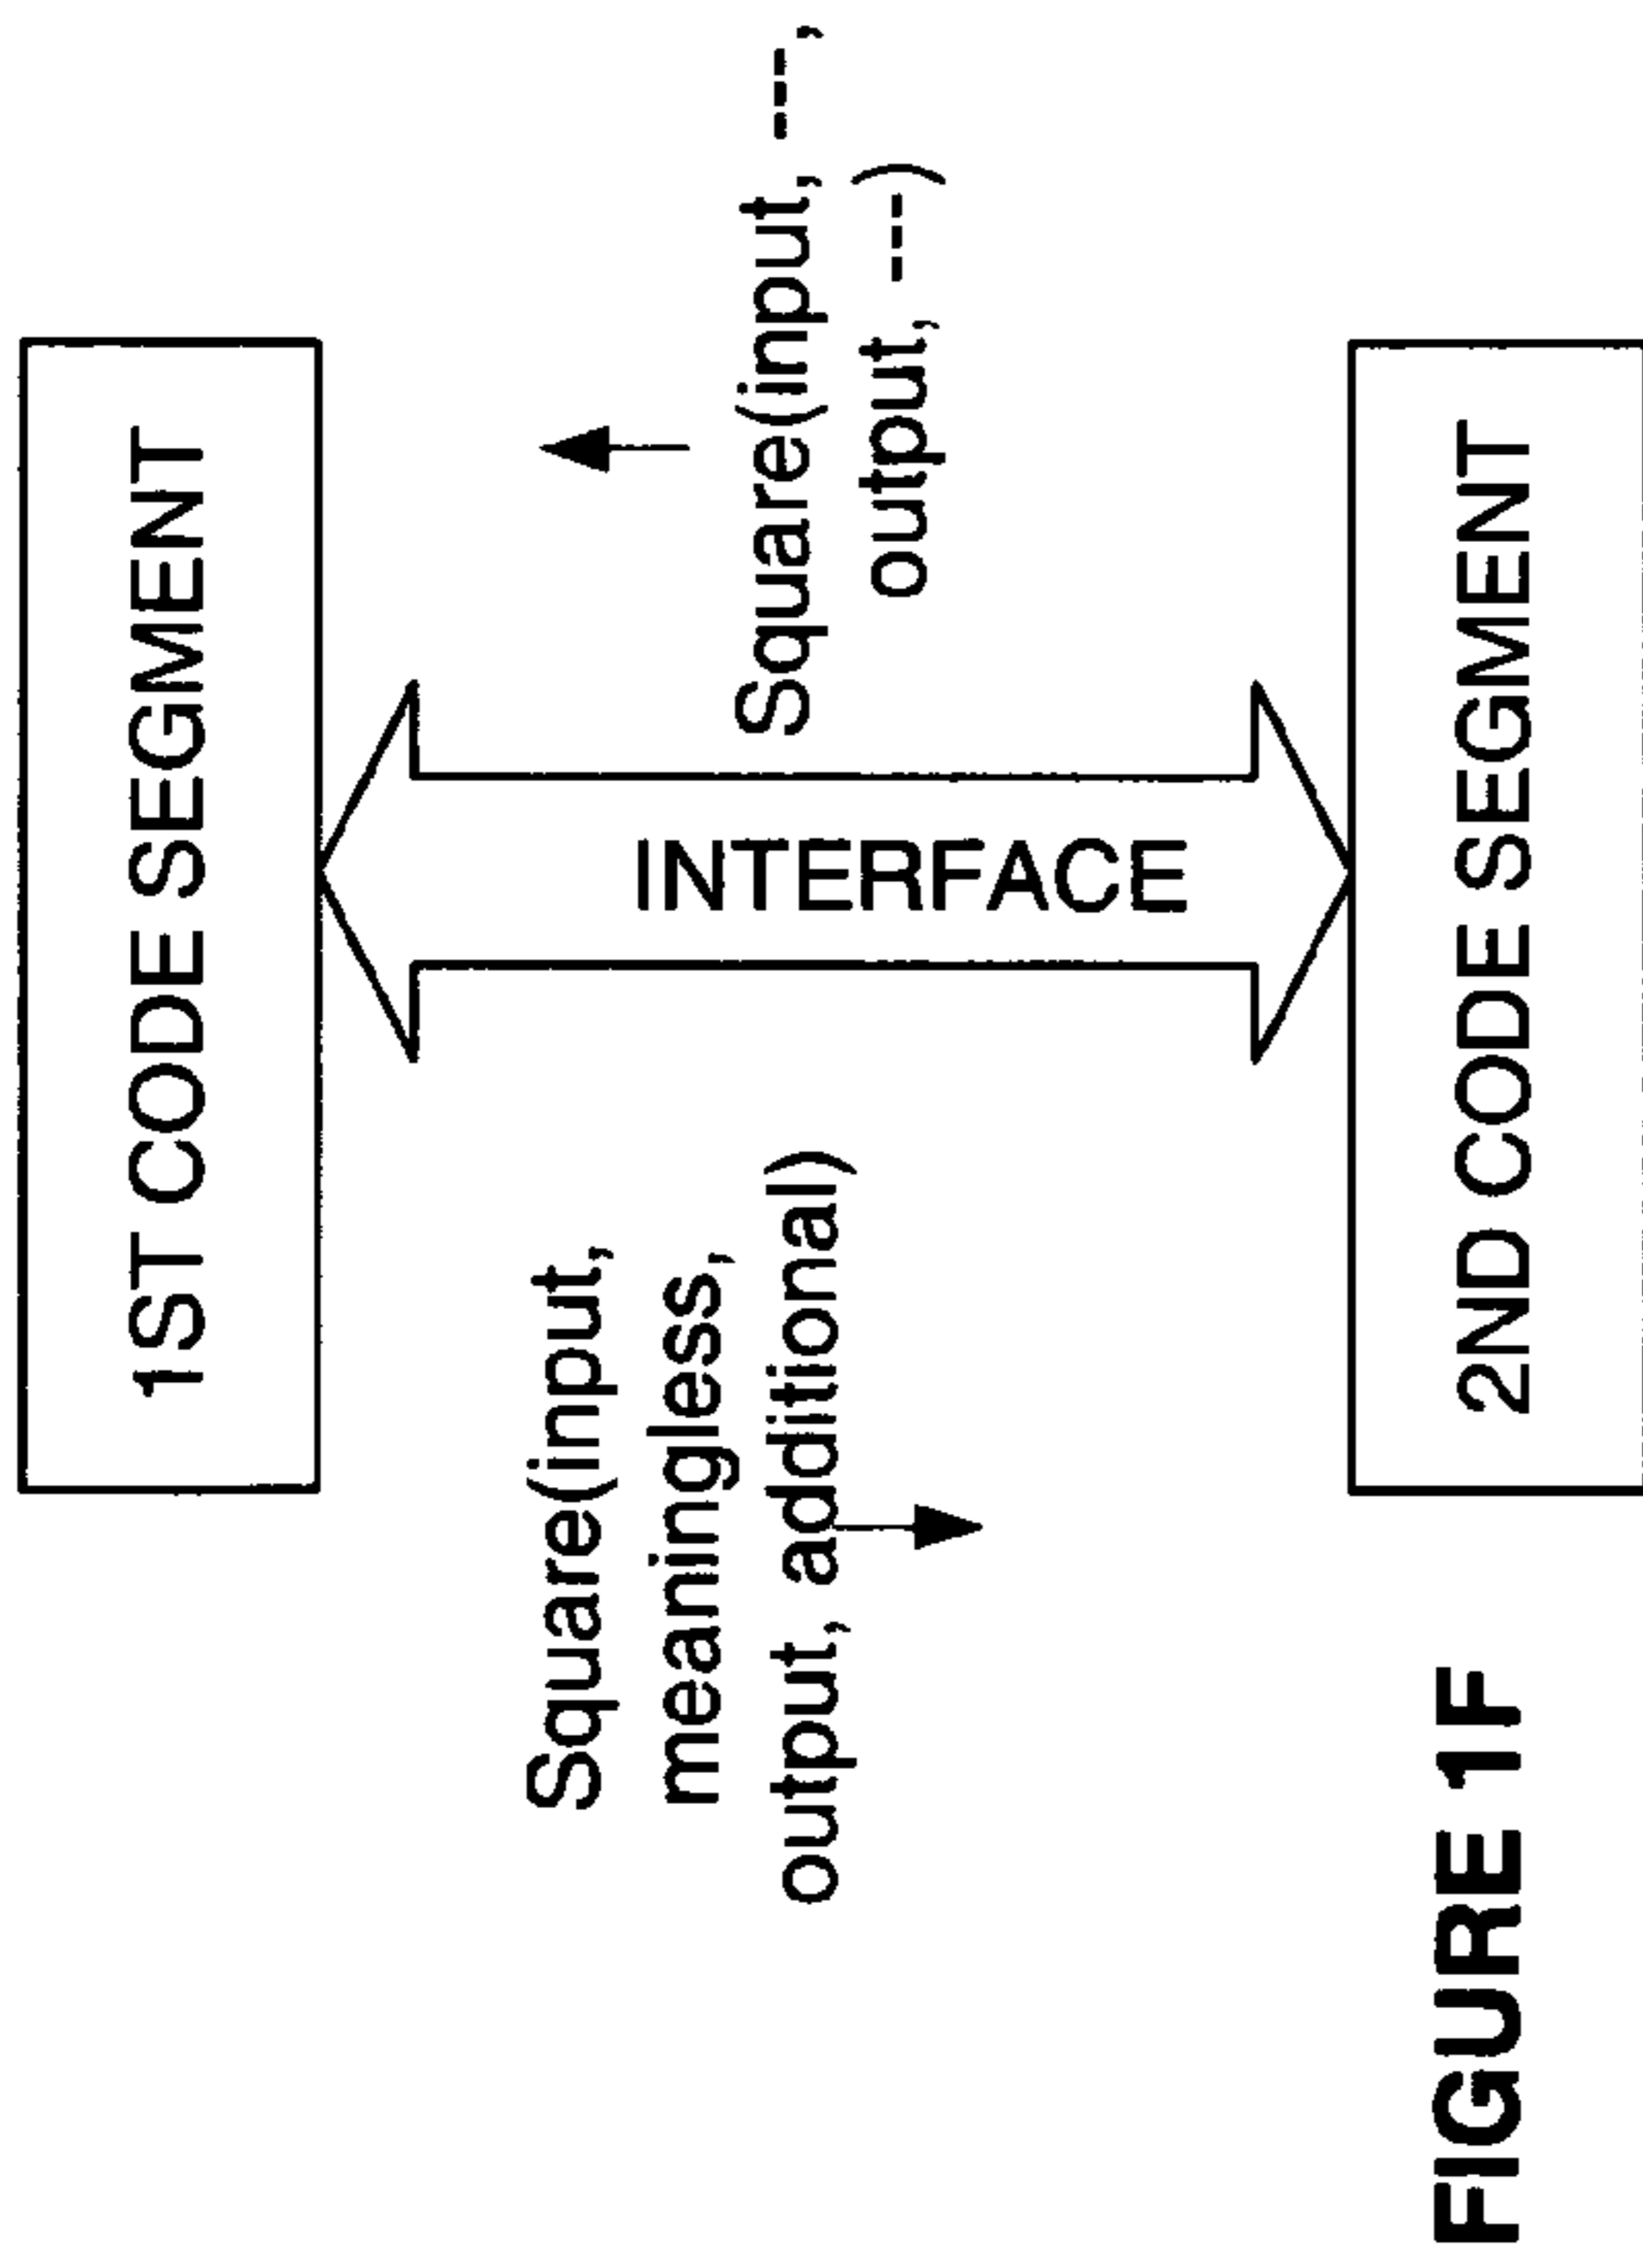 1ST CODE SEGMENT
Square(input,
meaningless,
output, additional)
INTERFACE
Square(input, ---,
output, ---)
2ND CODE SEGMENT
FIGURE 1F